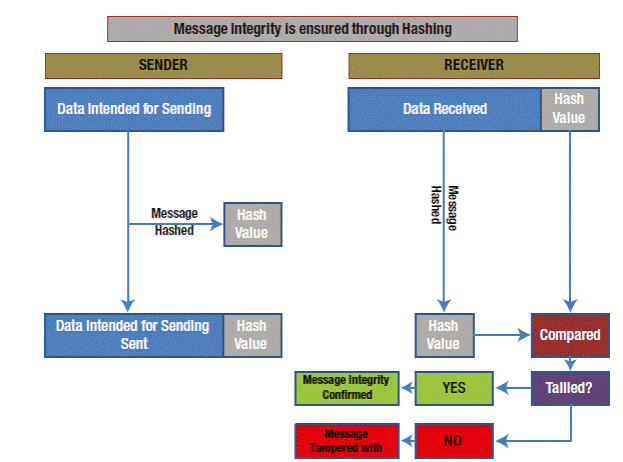 Message Integrity is ensured through Hashing
SENDER
RECEIVER
Data Intended for Sending
Data Received
Hash
Value
Message
Hashed
Hash
Value
Message
Hashed
Data Intended for Sending
Sent
Hash
Value
Hash
Value
Compared
Message Integrity
Confirmed
YES
Tallied?
Message
Tampered with
NO